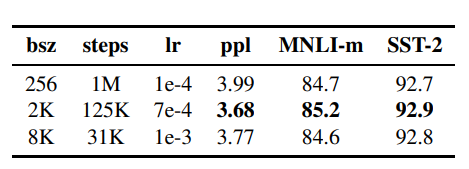 bsz steps lr ppl MNLI-m SST-2
256 1M 1e-4 3.99 84.7 92.7
2K 125K 7e-4 3.68 85.2 92.9
8K 31K 1e-3 3.77 84.6 92.8